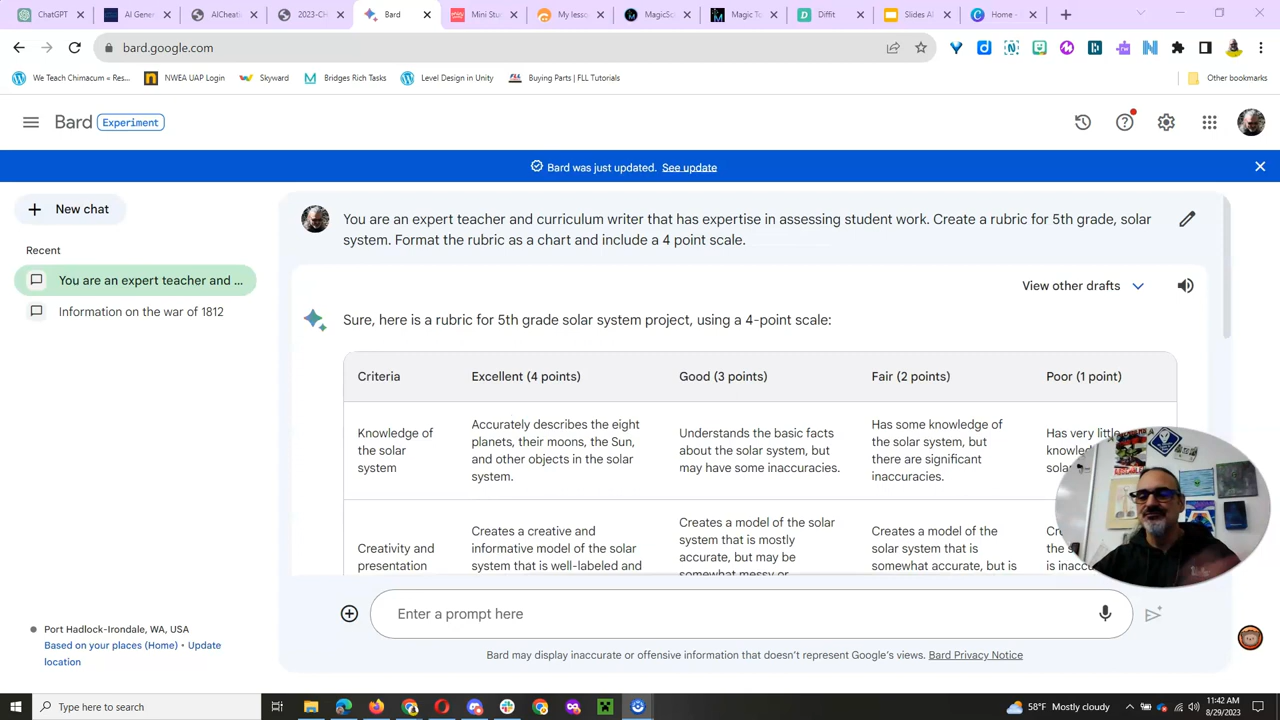 ChatGPT
AI Gener
AICheati
2023-CH
Bard
Mini Stu
My lesso
MagicSc
Magic To
Diffit
Slides A
Home -
bard.google.com
We Teach Chimacum = Res...
NWEA UAP Login
Skyward
Bridges Rich Tasks
Level Design in Unity
Buying Parts | FLL Tutorials
Other bookmarks
Bard Experiment
Bard was just updated. See update
New chat
Recent
You are an expert teacher and ...
Information on the war of 1812
You are an expert teacher and curriculum writer that has expertise in assessing student work. Create a rubric for 5th grade, solar
system. Format the rubric as a chart and include a 4 point scale.
View other drafts
Sure, here is a rubric for 5th grade solar system project, using a 4-point scale:
Criteria
Excellent (4 points)
Good (3 points)
Fair (2 points)
Poor (1 point)
Knowledge of
the solar
system
Accurately describes the eight
planets, their moons, the Sun,
and other objects in the solar
system.
Understands the basic facts
about the solar system, but
may have some inaccuracies.
Has some knowledge of
the solar system, but
there are significant
inaccuracies.
Has very little
Creativity and
presentation
Creates a creative and
informative model of the solar
system that is well-labeled and
Creates a model of the solar
system that is mostly
accurate, but may be
somewhat messy or
Creates a model of the
solar system that is
somewhat accurate, but is
Enter a prompt here
Bard may display inaccurate or offensive information that doesn't represent Google's views. Bard Privacy Notice
Port Hadlock-Irondale, WA, USA
Based on your places (Home) • Update
location
Type here to search
58°F Mostly cloudy
11:42 AM
8/29/2023